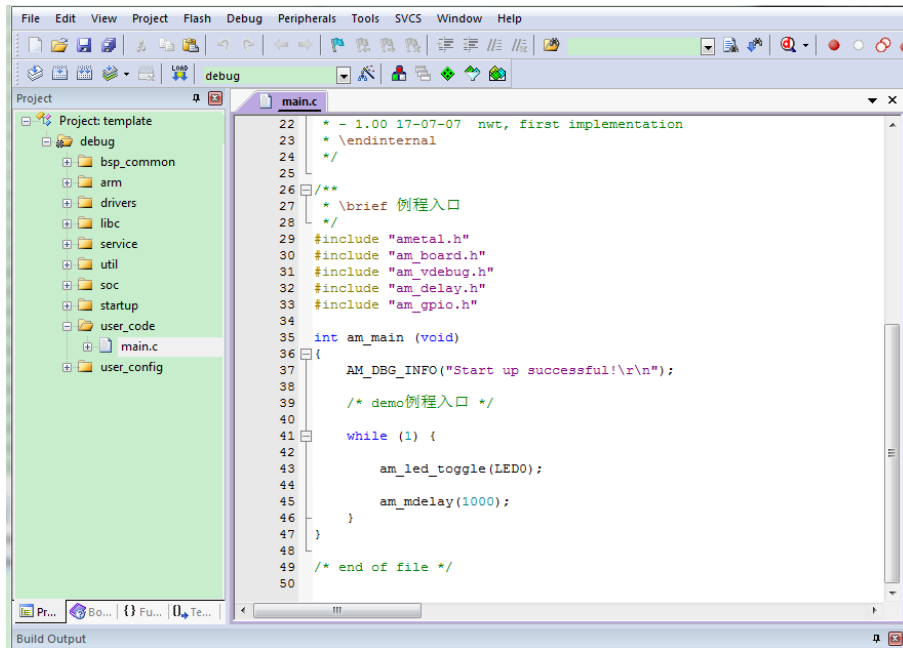 File Edit View Project Flash Debug Peripherals Tools SVCS Window Help
LOAD debug
Project
Project: template
debug
bsp_common
arm
drivers
libc
service
util
soc
startup
user_code
main.c
user_config
Pr... Bo... {} Fu... 0 Te...
main.c
22 * - 1.00 17-07-07  nwt, first implementation
23 * \endinternal
24 */
25
26 /**
27 * \brief 例程入口
28 */
29 #include "ametal.h"
30 #include "am_board.h"
31 #include "am_vdebug.h"
32 #include "am_delay.h"
33 #include "am_gpio.h"
34
35 int am_main (void)
36 {
37     AM_DBG_INFO("Start up successful!\r\n");
38
39     /* demo例程入口 */
40
41     while (1) {
42
43         am_led_toggle(LED0);
44
45         am_mdelay(1000);
46     }
47 }
48
49 /* end of file */
50
Build Output